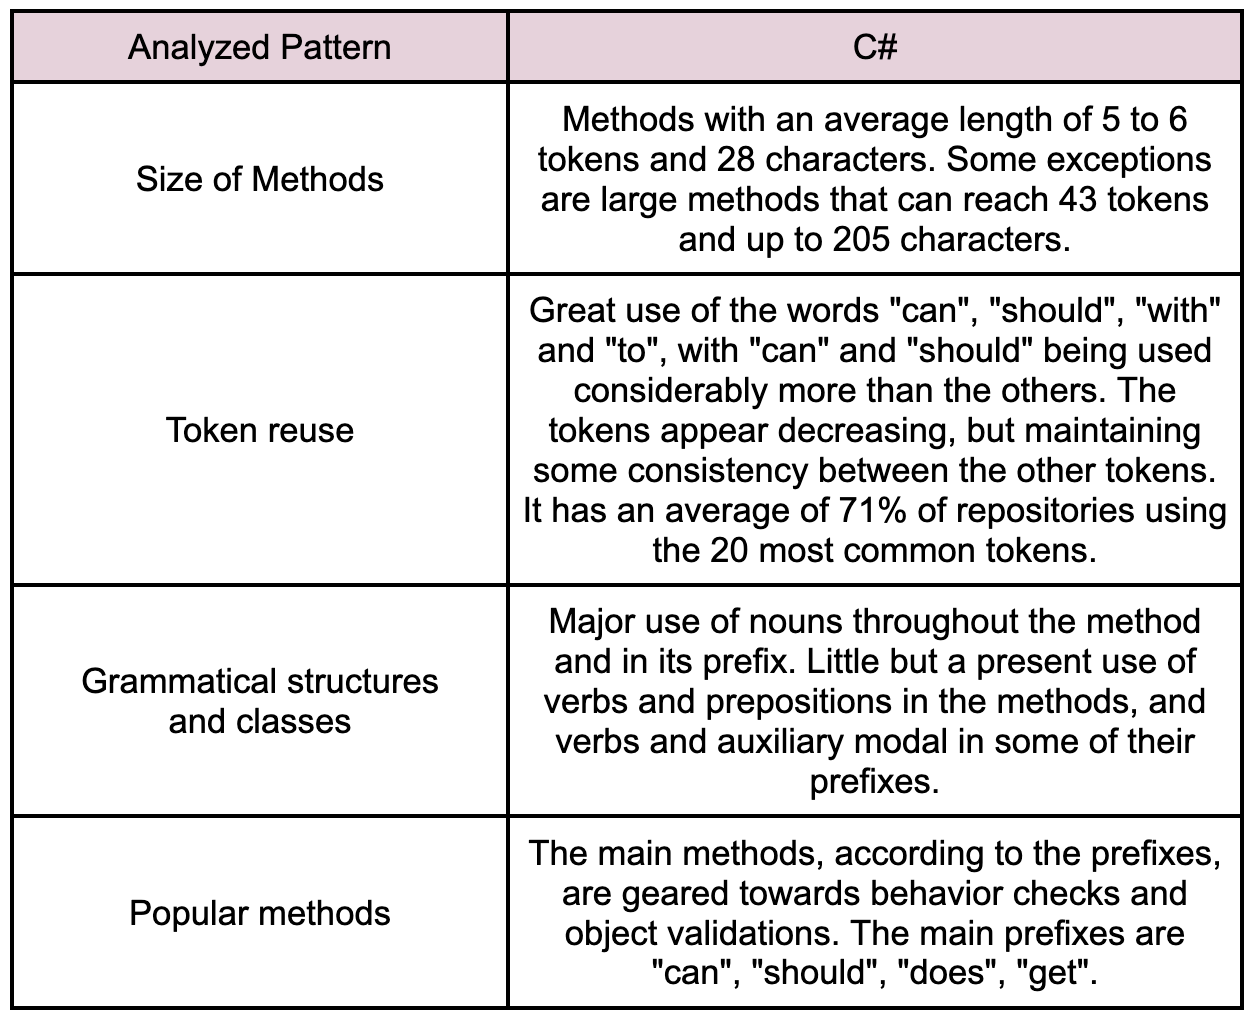 Analyzed Pattern
C#
Size of Methods
Methods with an average length of 5 to 6
tokens and 28 characters. Some exceptions
are large methods that can reach 43 tokens
and up to 205 characters.
Token reuse
Great use of the words "can", "should", "with"
and "to", with "can" and "should" being used
considerably more than the others. The
tokens appear decreasing, but maintaining
some consistency between the other tokens.
It has an average of 71% of repositories using
the 20 most common tokens.
Grammatical structures
and classes
Major use of nouns throughout the method
and in its prefix. Little but a present use of
verbs and prepositions in the methods, and
verbs and auxiliary modal in some of their
prefixes.
Popular methods
The main methods, according to the prefixes,
are geared towards behavior checks and
object validations. The main prefixes are
"can", "should", "does", "get".